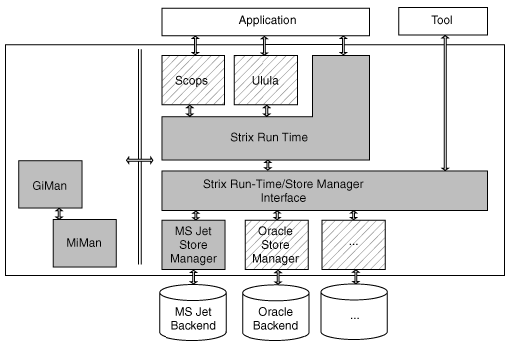 Application
Tool
Scops
Ulula
Strix Run Time
GiMan
MiMan
Strix Run-Time/Store Manager
Interface
MS Jet
Store
Manager
Oracle
Store
Manager
...
MS Jet
Backend
Oracle
Backend
...